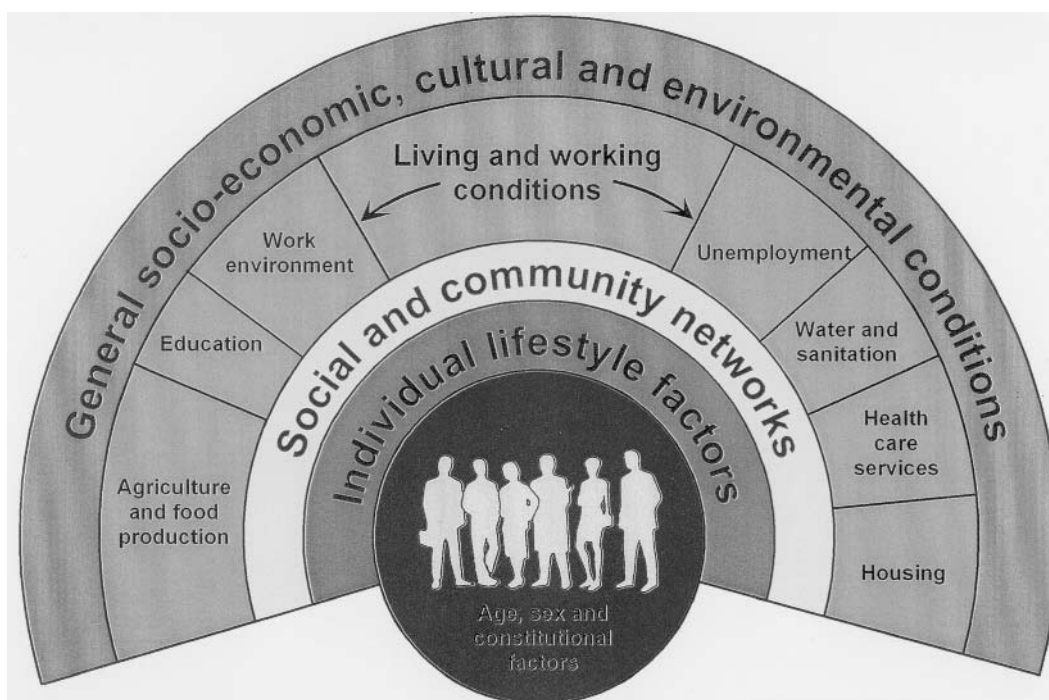 General socio-economic, cultural and environmental conditions
Living and working
conditions
Work
environment
Unemployment
Education
Water and
sanitation
Agriculture
and food
production
Health
care
services
Housing
Social and community networks
Individual lifestyle factors
Age, sex and
constitutional
factors